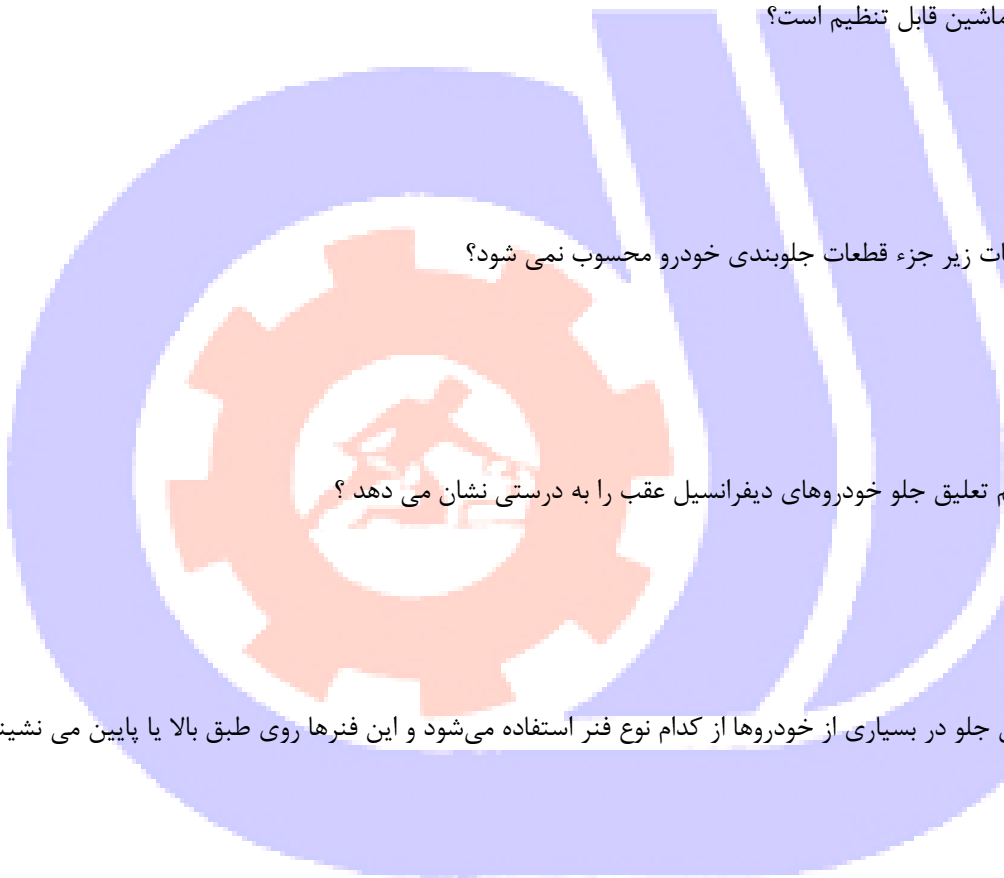 ماشین قابل تنظیم است؟
ات زیر جزء قطعات جلوبندی خودرو محسوب نمی شود؟
م تعلیق جلو خودروهای دیفرانسیل عقب را به درستی نشان می دهد ؟
جلو در بسیاری از خودروها از کدام نوع فنر استفاده می‌شود و این فنرها روی طبق بالا یا پایین می نشیند